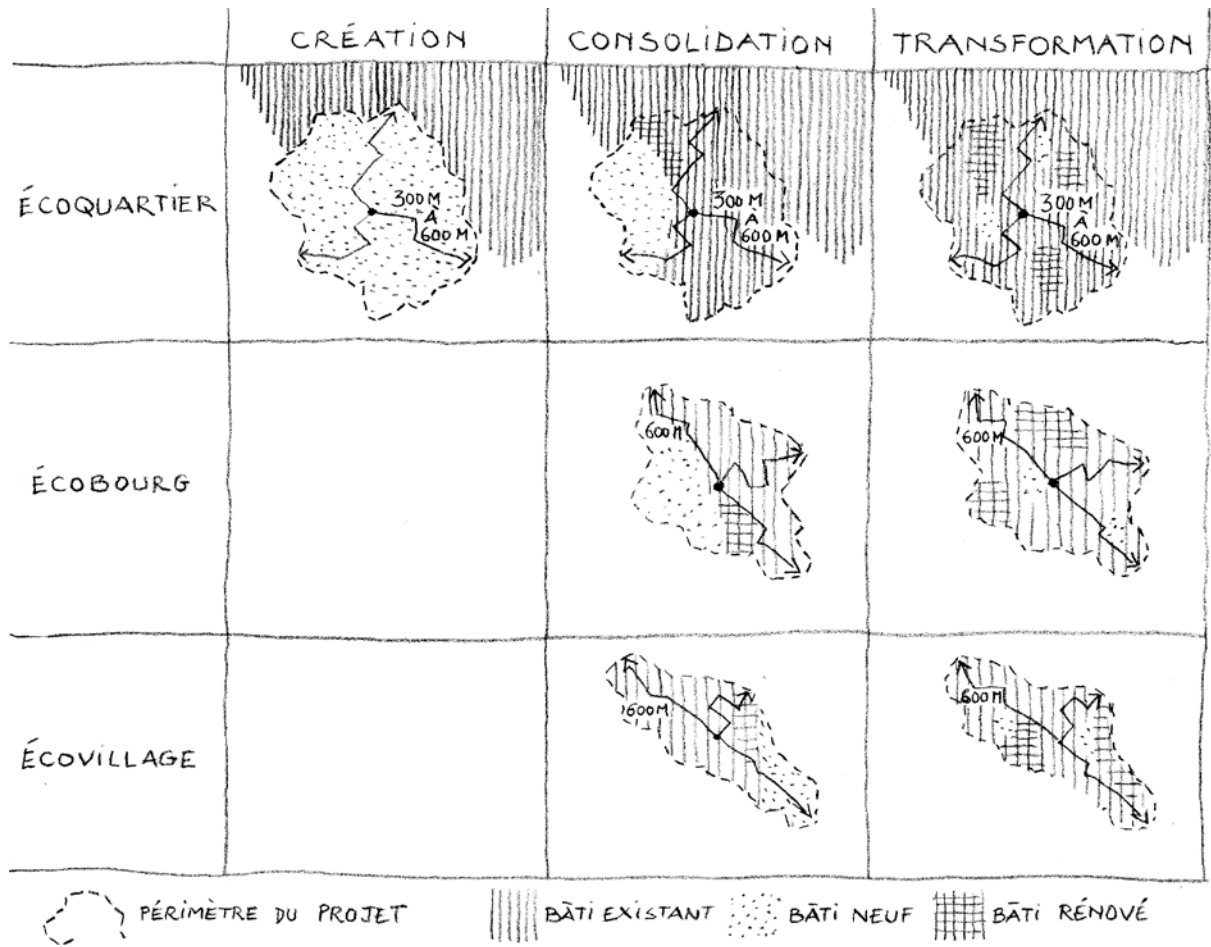 CRÉATION
CONSOLIDATION
TRANSFORMATION
ÉCOQUARTIER
300 M
À
600 M
300 M
À
600 M
300 M
À
600 M
ÉCOBOURG
600 M
600 M
ÉCOVILLAGE
600 M
600 M
PÉRIMÈTRE DU PROJET
BÂTI EXISTANT
BÂTI NEUF
BÂTI RÉNOVÉ